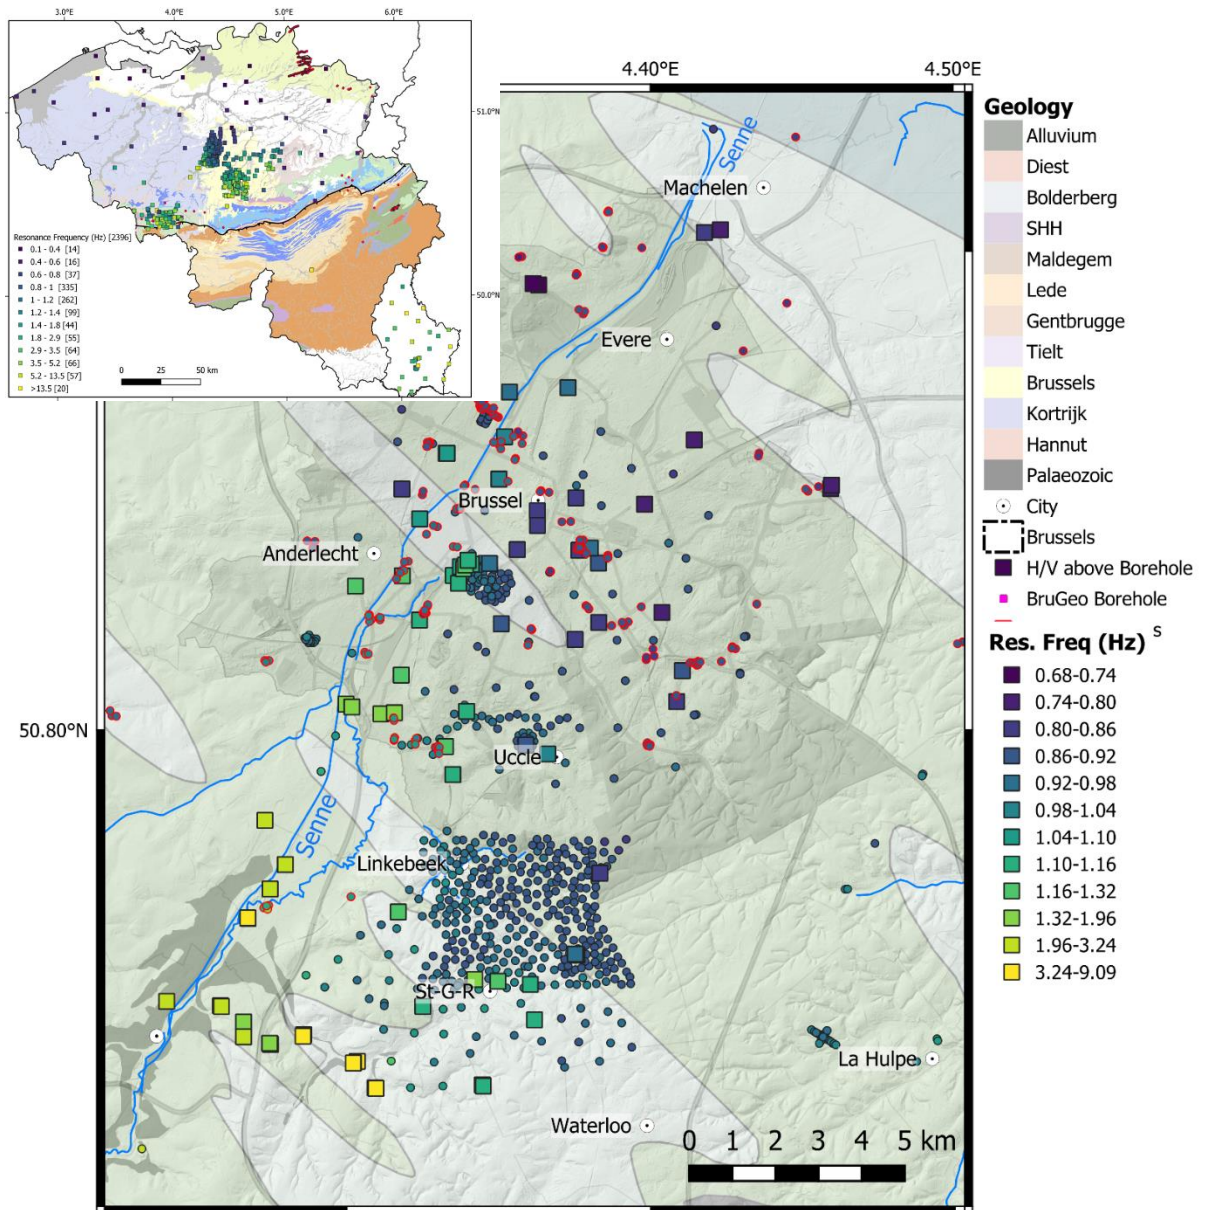 3.0°E 4.0°E 5.0°E 6.0°E
51.0°N
50.0°N
Resonance Frequency (Hz) [2396]
0.1 - 0.4 [14]
0.4 - 0.6 [16]
0.6 - 0.8 [37]
0.8 - 1 [335]
1 - 1.2 [262]
1.2 - 1.4 [99]
1.4 - 1.8 [44]
1.8 - 2.9 [55]
2.9 - 3.5 [64]
3.5 - 5.2 [66]
5.2 - 13.5 [57]
>13.5 [20]
0 25 50 km
3.0°E 4.0°E 5.0°E 6.0°E
4.40°E 4.50°E
Senne
Machelen
Evere
Brussel
Anderlecht
50.80°N
Uccle
Senne
Linkebeek
St-G-R
La Hulpe
Waterloo
0 1 2 3 4 5 km
Geology
Alluvium
Diest
Bolderberg
SHH
Maldegem
Lede
Gentbrugge
Tielt
Brussels
Kortrijk
Hannut
Palaeozoic
City
Brussels
H/V above Borehole
BruGeo Borehole
s
Res. Freq (Hz)
0.68-0.74
0.74-0.80
0.80-0.86
0.86-0.92
0.92-0.98
0.98-1.04
1.04-1.10
1.10-1.16
1.16-1.32
1.32-1.96
1.96-3.24
3.24-9.09